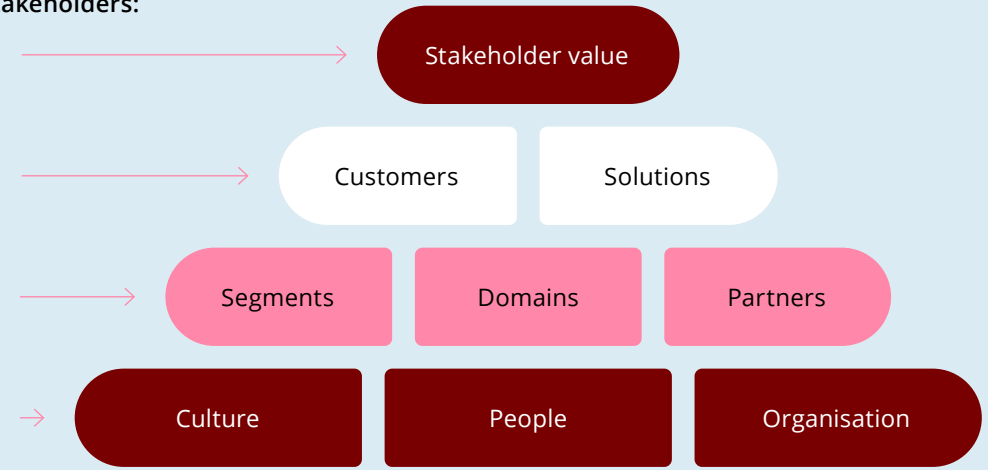 Stakeholder value
Customers Solutions
Segments Domains Partners
Culture People Organisation